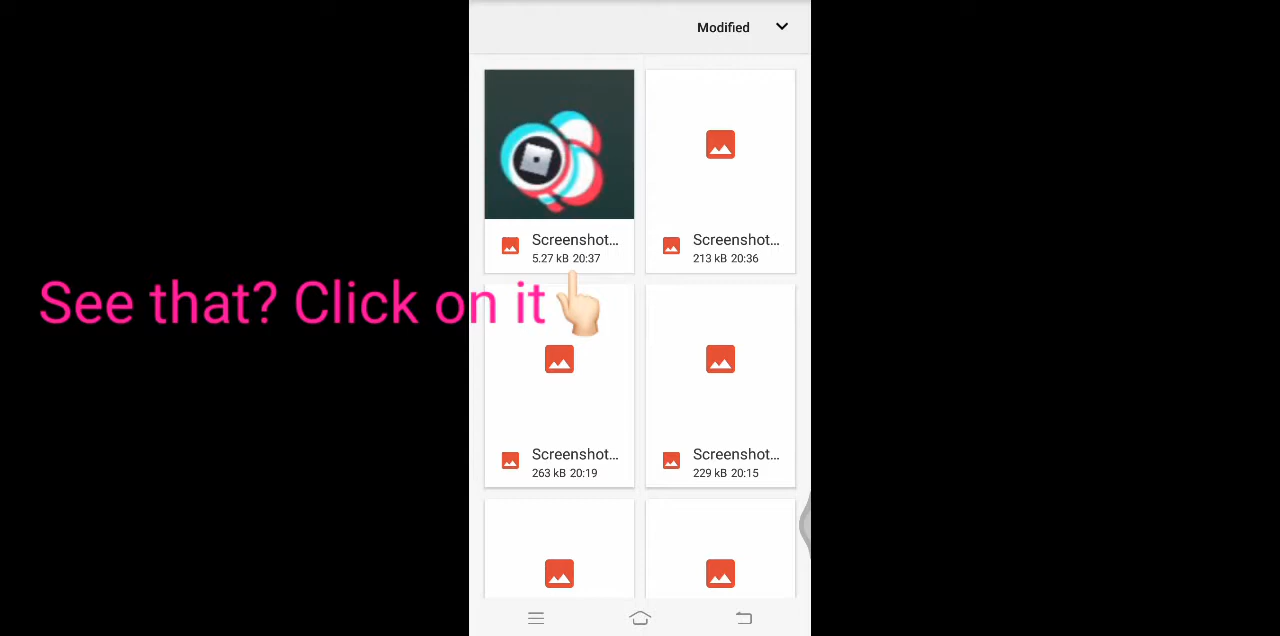 Modified
Screenshot...
5.27 kB 20:37
Screenshot...
213 kB 20:36
See that? Click on it
Screenshot...
263 kB 20:19
Screenshot...
229 kB 20:15